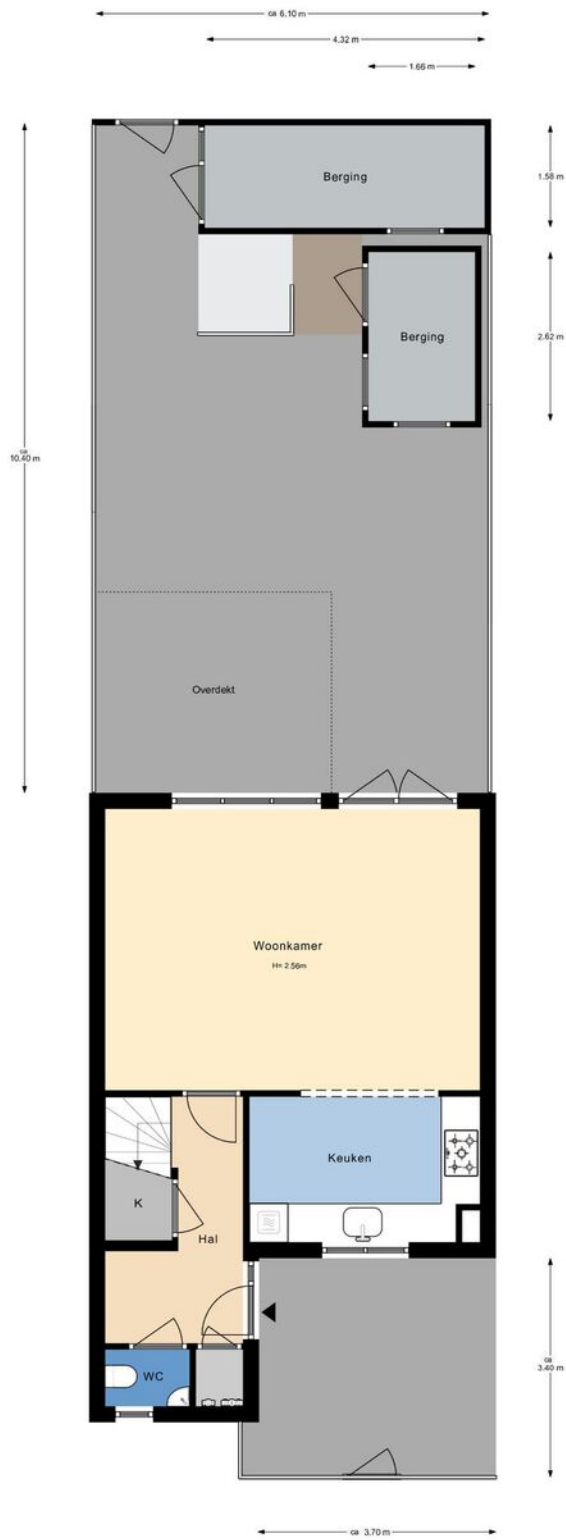 ca 6.10 m
4.32 m
1.66 m
Berging
1.58 m
Berging
2.62 m
ca
10.40 m
Overdekt
Woonkamer
H= 2.56m
Keuken
K
Hal
WC
ca
3.40 m
ca 3.70 m